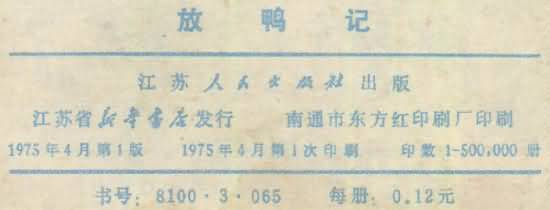 放鸭记
江苏人民出版社出版
江苏省新华书店发行 南通市东方红印刷厂印刷
1975年4月第1版 1975年4月第1次印刷 印数1-500,000册
书号：8100·3·065 每册：0.12元